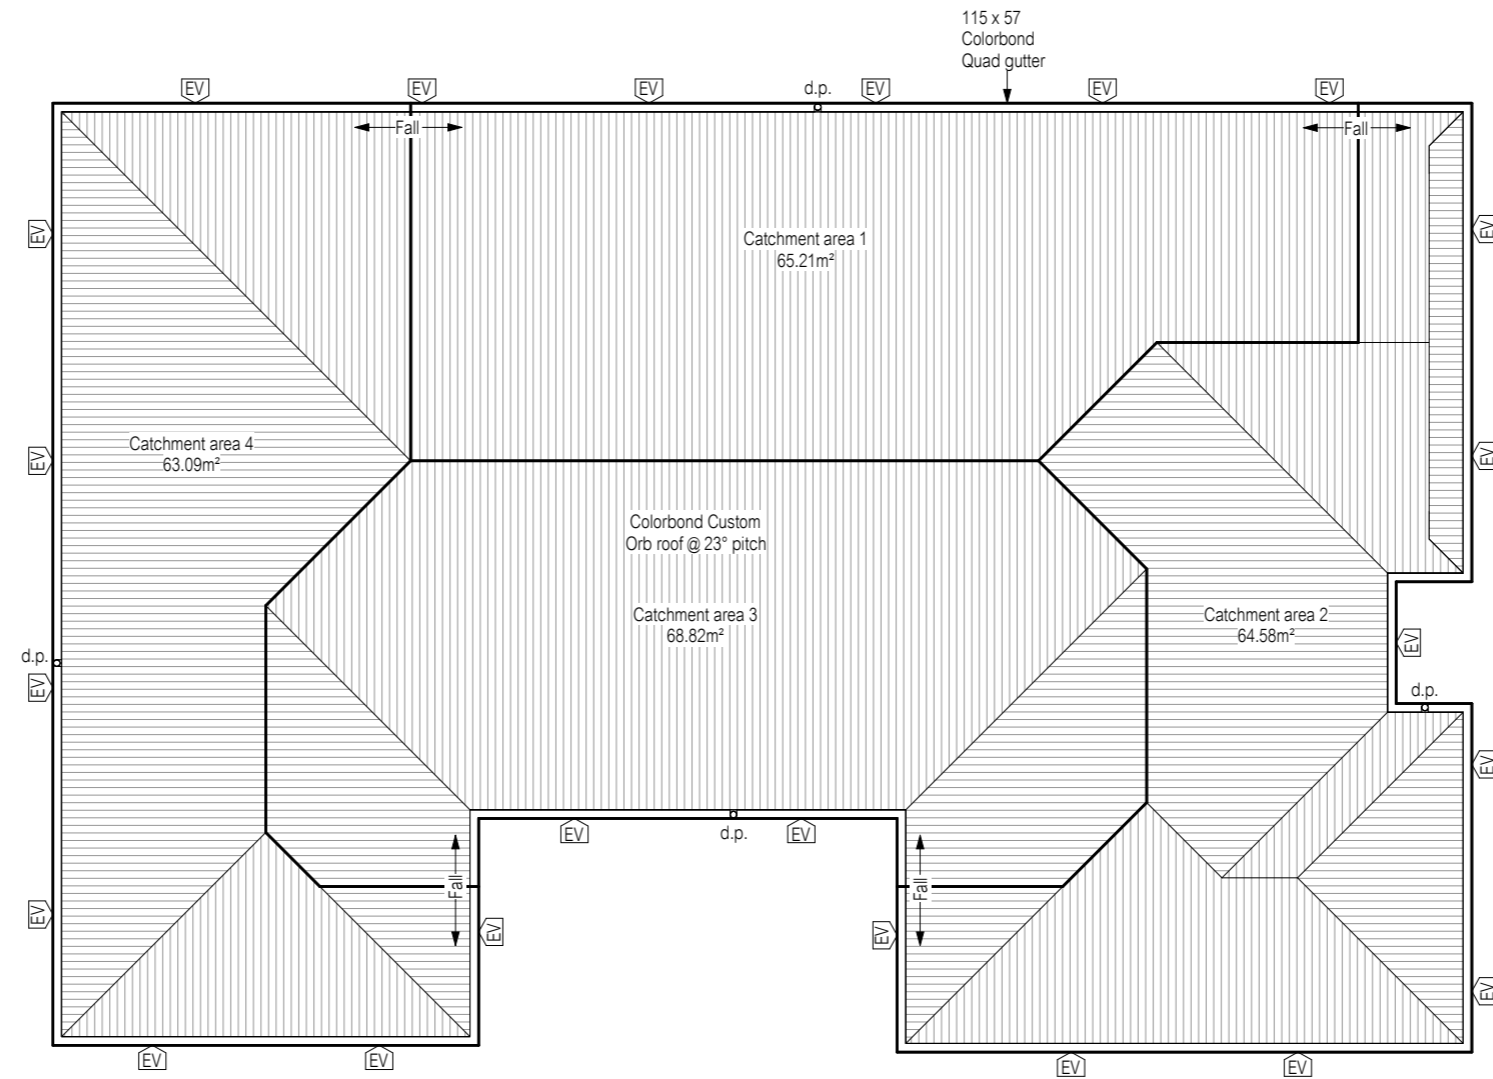 115 x 57
Colorbond
Quad gutter
EV
EV
EV
d.p.
EV
EV
EV
Fall
Fall
EV
EV
Catchment area 1
65.21m²
Catchment area 4
63.09m²
EV
EV
Colorbond Custom
Orb roof @ 23° pitch
Catchment area 3
68.82m²
Catchment area 2
64.58m²
EV
d.p.
EV
d.p.
EV
EV
d.p.
EV
Fall
Fall
EV
EV
EV
EV
EV
EV
EV
EV